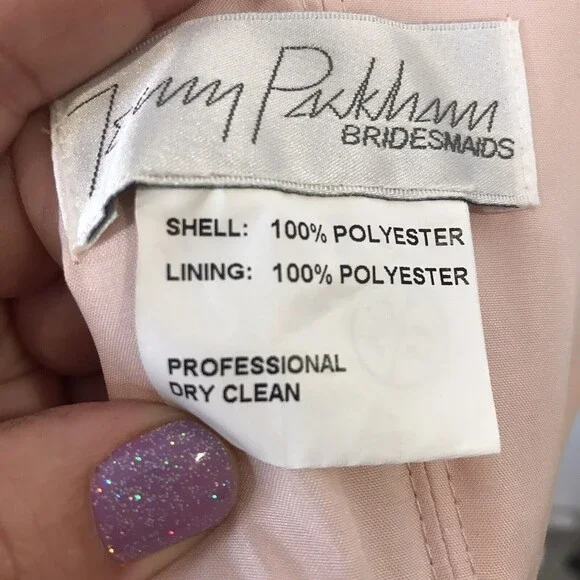 Jenny Packham
BRIDESMAIDS
SHELL: 100% POLYESTER
LINING: 100% POLYESTER
PROFESSIONAL
DRY CLEAN